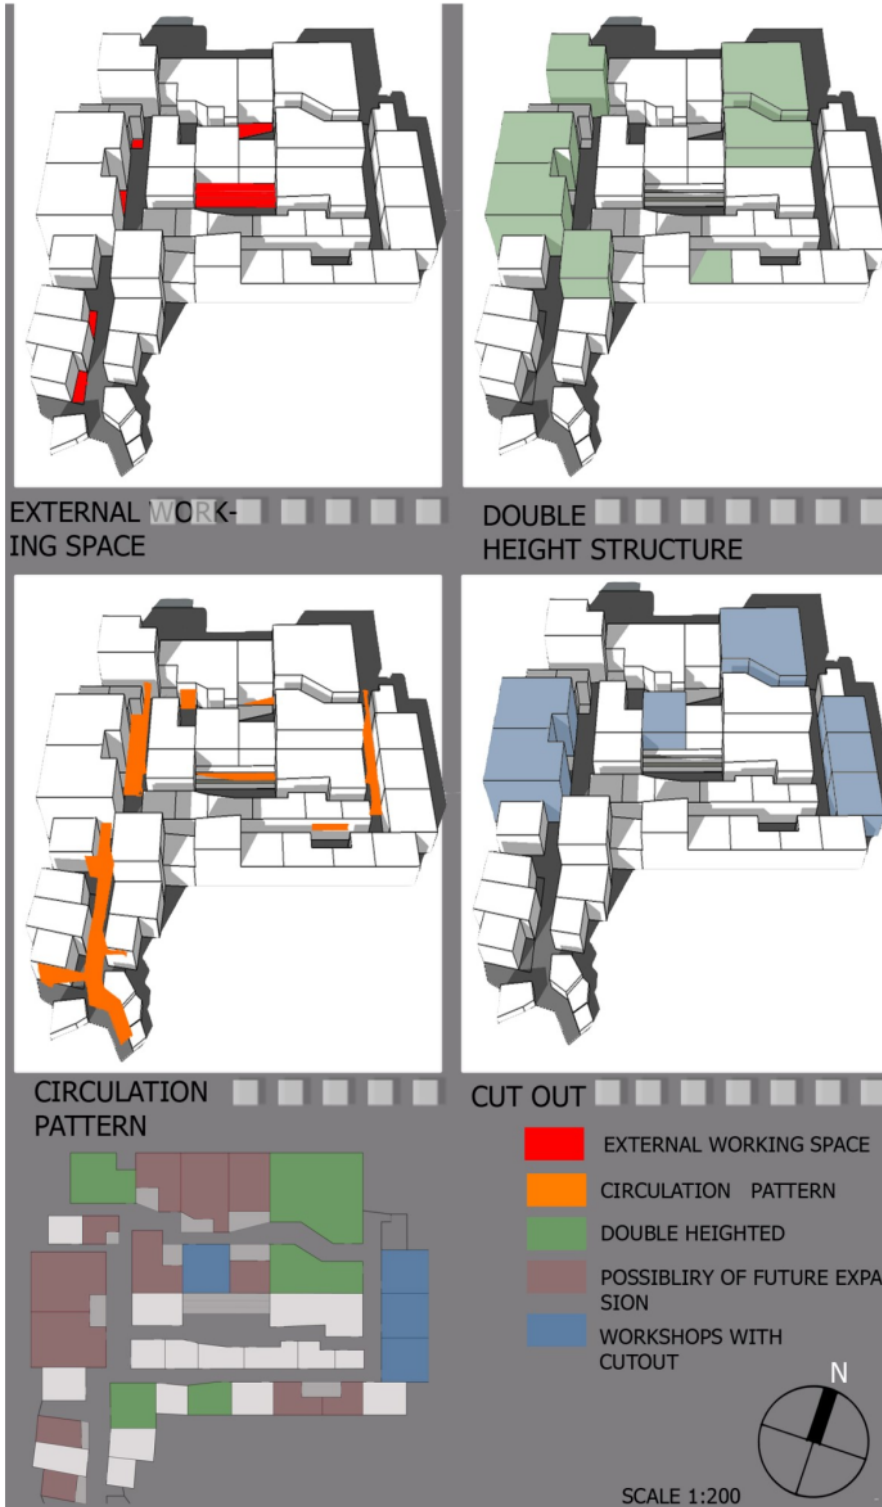 EXTERNAL WORK-
ING SPACE
DOUBLE
HEIGHT STRUCTURE
CIRCULATION
PATTERN
CUT OUT
EXTERNAL WORKING SPACE
CIRCULATION PATTERN
DOUBLE HEIGHTED
POSSIBLIRY OF FUTURE EXPA
SION
WORKSHOPS WITH
CUTOUT
N
SCALE 1:200